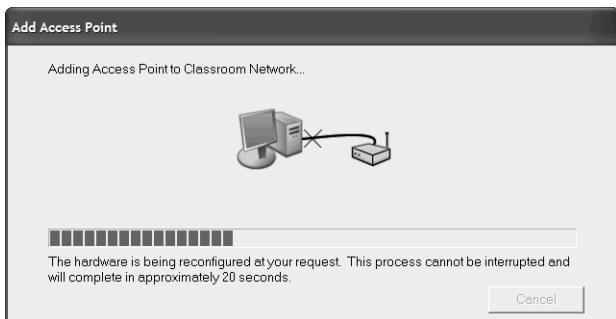 Add Access Point
Adding Access Point to Classroom Network...
The hardware is being reconfigured at your request.  This process cannot be interrupted and
will complete in approximately 20 seconds.
Cancel